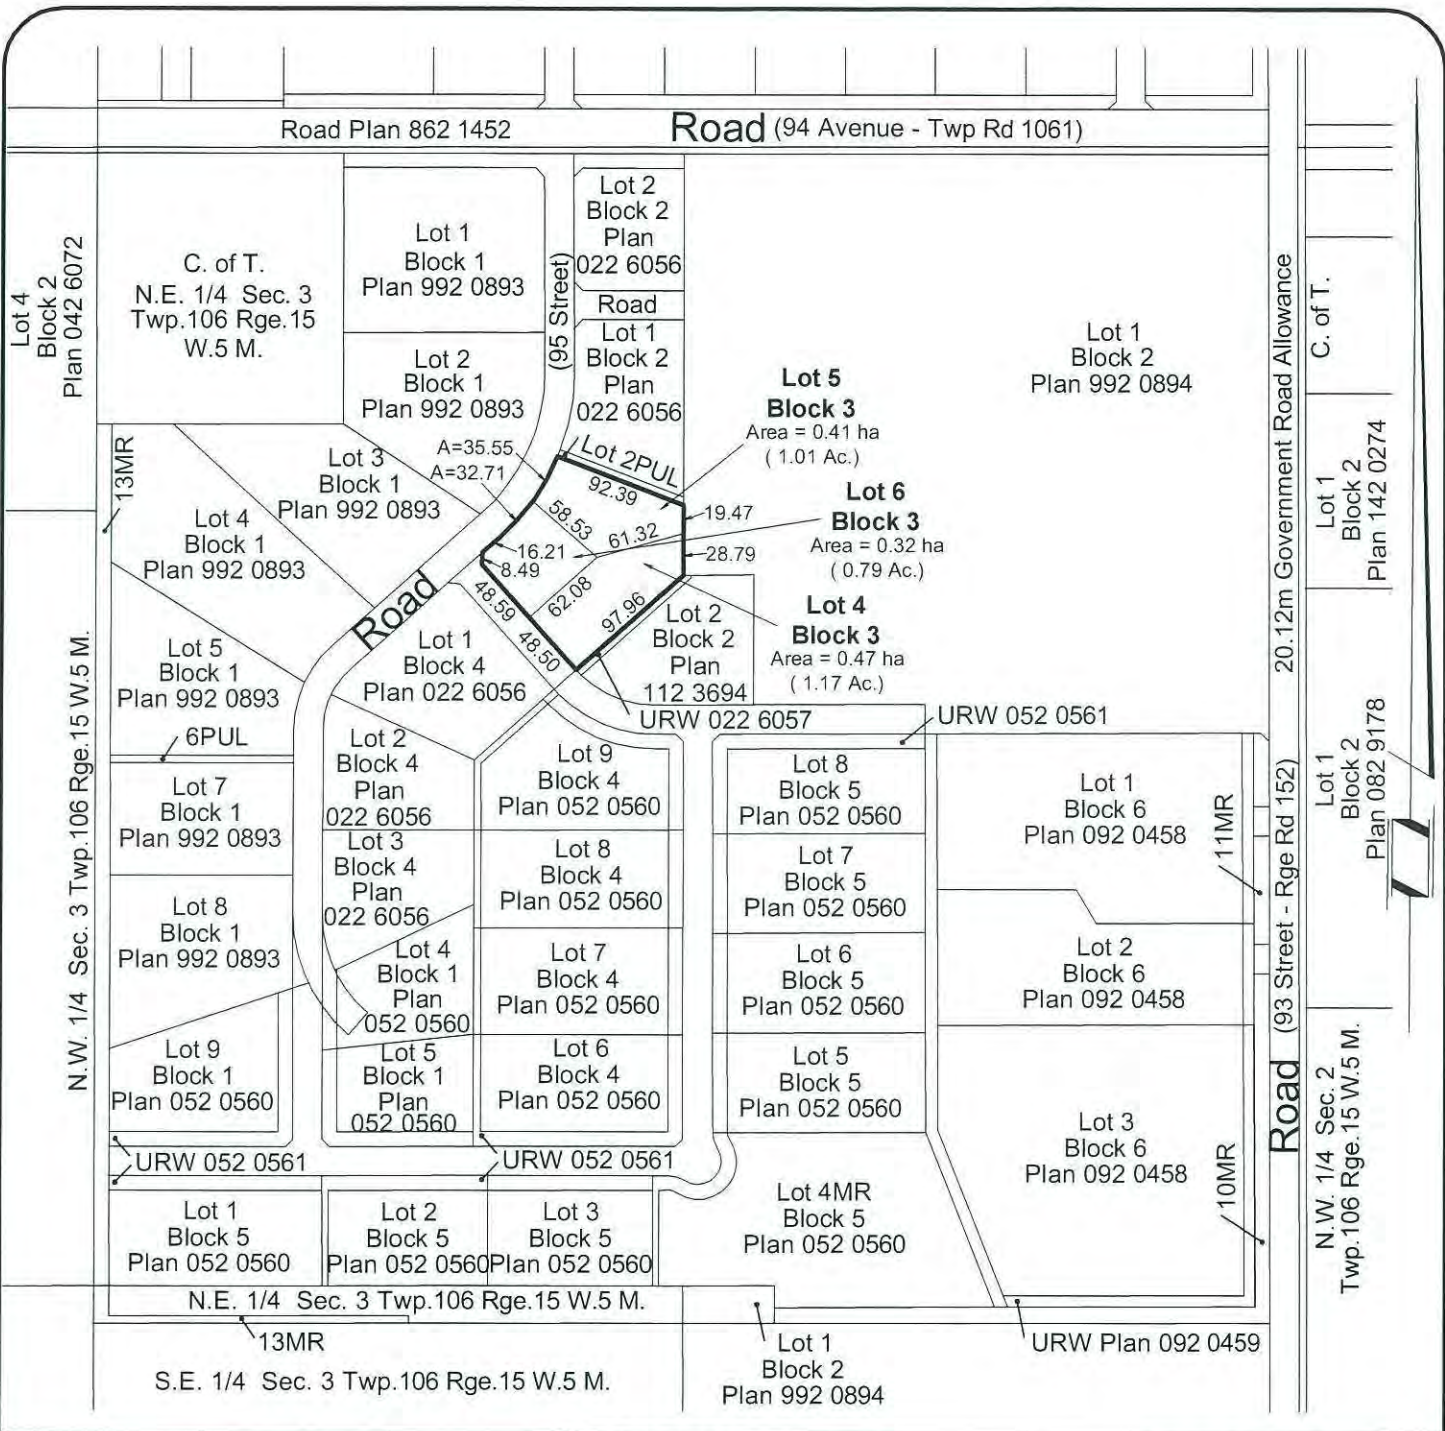 Road Plan 862 1452
Road (94 Avenue - Twp Rd 1061)
Lot 4
Block 2
Plan 042 6072
C. of T.
N.E. 1/4 Sec. 3
Twp.106 Rge.15
W.5 M.
Lot 1
Block 1
Plan 992 0893
(95 Street)
Lot 2
Block 2
Plan
022 6056
Road
Lot 1
Block 2
Plan
022 6056
Lot 2
Block 1
Plan 992 0893
Lot 1
Block 2
Plan 992 0894
20.12m Government Road Allowance
C. of T.
Lot 5
Block 3
Area = 0.41 ha
( 1.01 Ac.)
Lot 6
Block 3
Area = 0.32 ha
( 0.79 Ac.)
Lot 4
Block 3
Area = 0.47 ha
( 1.17 Ac.)
Lot 2PUL
A=35.55
A=32.71
92.39
58.53
61.32
19.47
28.79
16.21
8.49
48.59
62.08
97.96
48.50
13MR
Lot 3
Block 1
Plan 992 0893
Lot 4
Block 1
Plan 992 0893
Road
Lot 1
Block 2
Plan 1142 0274
Lot 5
Block 1
Plan 992 0893
Lot 1
Block 4
Plan 022 6056
Lot 2
Block 2
Plan
112 3694
URW 022 6057
URW 052 0561
6PUL
N.W. 1/4 Sec. 3 Twp.106 Rge.15 W.5 M.
Lot 7
Block 1
Plan 992 0893
Lot 2
Block 4
Plan
022 6056
Lot 9
Block 4
Plan 052 0560
Lot 8
Block 5
Plan 052 0560
Lot 1
Block 6
Plan 092 0458
11MR
Lot 1
Block 2
Plan 082 9178
Lot 3
Block 4
Plan
022 6056
Lot 8
Block 4
Plan 052 0560
Lot 7
Block 5
Plan 052 0560
Lot 8
Block 1
Plan 992 0893
Lot 4
Block 1
Plan
052 0560
Lot 7
Block 4
Plan 052 0560
Lot 6
Block 5
Plan 052 0560
Lot 2
Block 6
Plan 092 0458
Road (93 Street - Rge Rd 152)
Lot 9
Block 1
Plan 052 0560
Lot 5
Block 1
Plan
052 0560
Lot 6
Block 4
Plan 052 0560
Lot 5
Block 5
Plan 052 0560
Lot 3
Block 6
Plan 092 0458
10MR
N.W. 1/4 Sec. 2
Twp.106 Rge.15 W.5 M.
URW 052 0561
URW 052 0561
Lot 1
Block 5
Plan 052 0560
Lot 2
Block 5
Plan 052 0560
Lot 3
Block 5
Plan 052 0560
Lot 4MR
Block 5
Plan 052 0560
N.E. 1/4 Sec. 3 Twp.106 Rge.15 W.5 M.
13MR
Lot 1
Block 2
Plan 992 0894
URW Plan 092 0459
S.E. 1/4 Sec. 3 Twp.106 Rge.15 W.5 M.